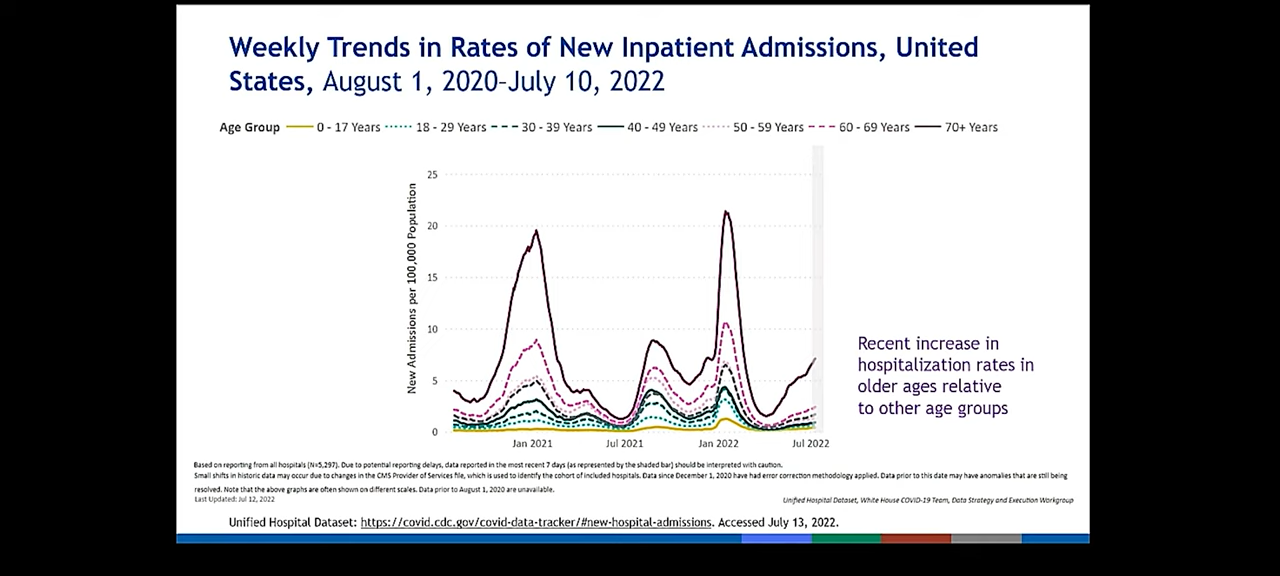 Weekly Trends in Rates of New Inpatient Admissions, United
States, August 1, 2020–July 10, 2022
Age Group 0 - 17 Years 18 - 29 Years 30 - 39 Years 40 - 49 Years 50 - 59 Years 60 - 69 Years 70+ Years
New Admissions per 100,000 Population
25
20
15
10
5
0
Jan 2021 Jul 2021 Jan 2022 Jul 2022
Recent increase in
hospitalization rates in
older ages relative
to other age groups
Based on reporting from all hospitals (N=5,297). Due to potential reporting delays, data reported in the most recent 7 days (as represented by the shaded bar) should be interpreted with caution.
Small shifts in historic data may occur due to changes in the CMS Provider of Services file, which is used to identify the cohort of included hospitals. Data since December 1, 2020 have had error correction methodology applied. Data prior to this date may have anomalies that are still being
resolved. Note that the above graphs are often shown on different scales. Data prior to August 1, 2020 are unavailable.
Last Updated: Jul 12, 2022
Unified Hospital Dataset, White House COVID-19 Team, Data Strategy and Execution Workgroup
Unified Hospital Dataset: https://covid.cdc.gov/covid-data-tracker/#new-hospital-admissions. Accessed July 13, 2022.